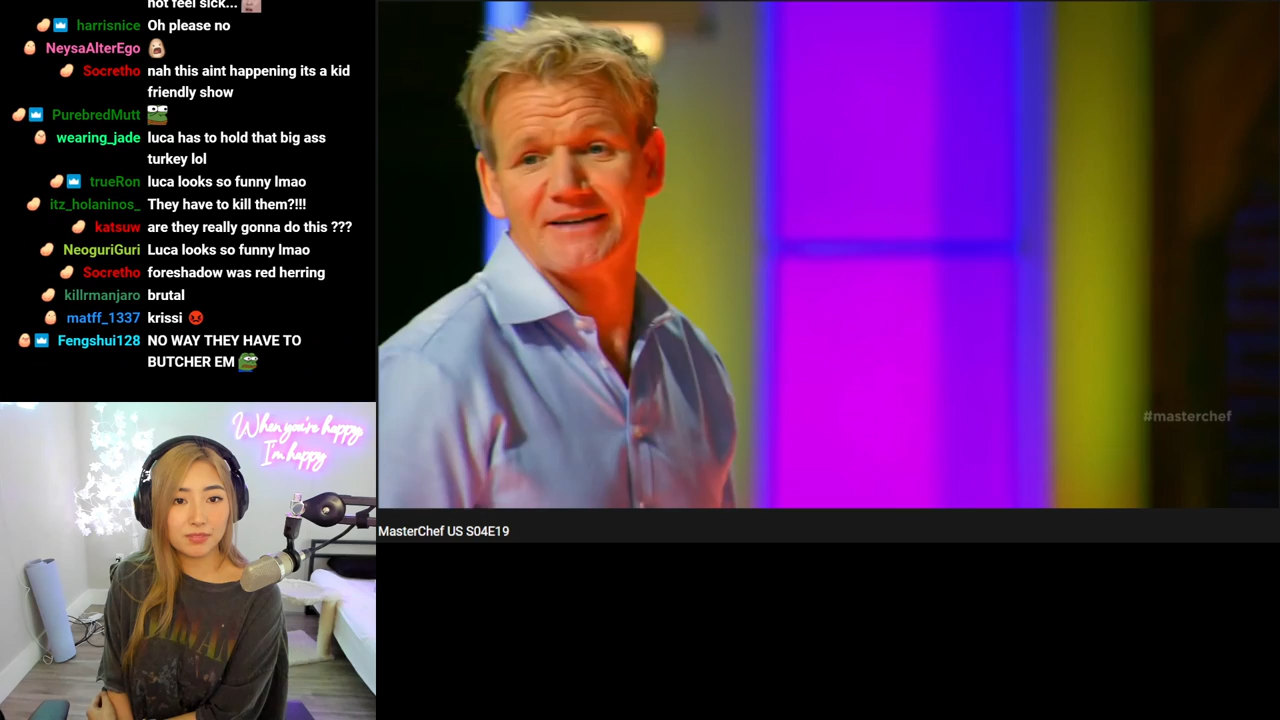 not feel sick...
harrisnice Oh please no
NeysaAlterEgo
Socretho nah this aint happening its a kid
friendly show
PurebredMutt
wearing_jade luca has to hold that big ass
turkey lol
trueRon luca looks so funny lmao
itz_holaninos_ They have to kill them?!!!
katsuw are they really gonna do this ???
NeoguriGuri Luca looks so funny lmao
Socretho foreshadow was red herring
killrmanjaro brutal
matff_1337 krissi
Fengshui128 NO WAY THEY HAVE TO
BUTCHER EM
When you're happy
I'm happy
#masterchef
MasterChef US S04E19